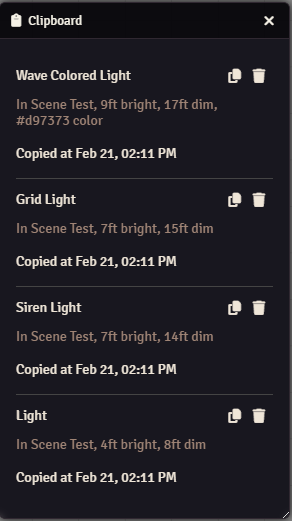 Clipboard
Wave Colored Light
In Scene Test, 9ft bright, 17ft dim,
#d97373 color
Copied at Feb 21, 02:11 PM
Grid Light
In Scene Test, 7ft bright, 15ft dim
Copied at Feb 21, 02:11 PM
Siren Light
In Scene Test, 7ft bright, 14ft dim
Copied at Feb 21, 02:11 PM
Light
In Scene Test, 4ft bright, 8ft dim
Copied at Feb 21, 02:11 PM